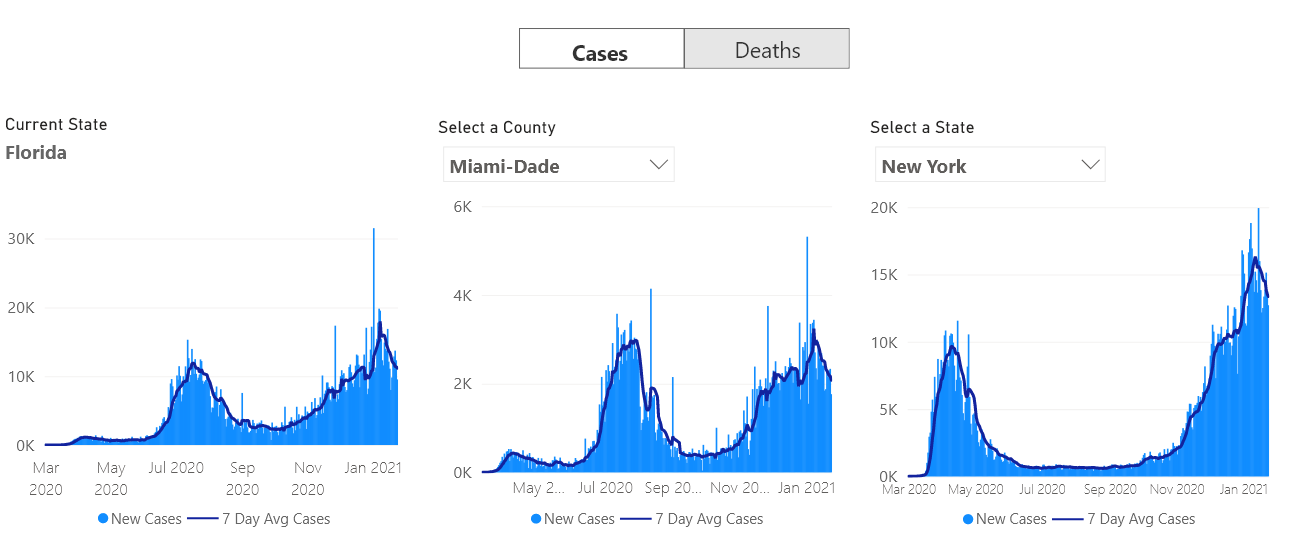 Cases Deaths
Current State
Florida
Select a County
Miami-Dade
Select a State
New York
30K
20K
10K
0K
Mar 2020 May 2020 Jul 2020 Sep 2020 Nov 2020 Jan 2021
New Cases 7 Day Avg Cases
6K
4K
2K
0K
May 2... Jul 2020 Sep 20... Nov 20... Jan 2021
New Cases 7 Day Avg Cases
20K
15K
10K
5K
0K
Mar 2020 May 2020 Jul 2020 Sep 2020 Nov 2020 Jan 2021
New Cases 7 Day Avg Cases